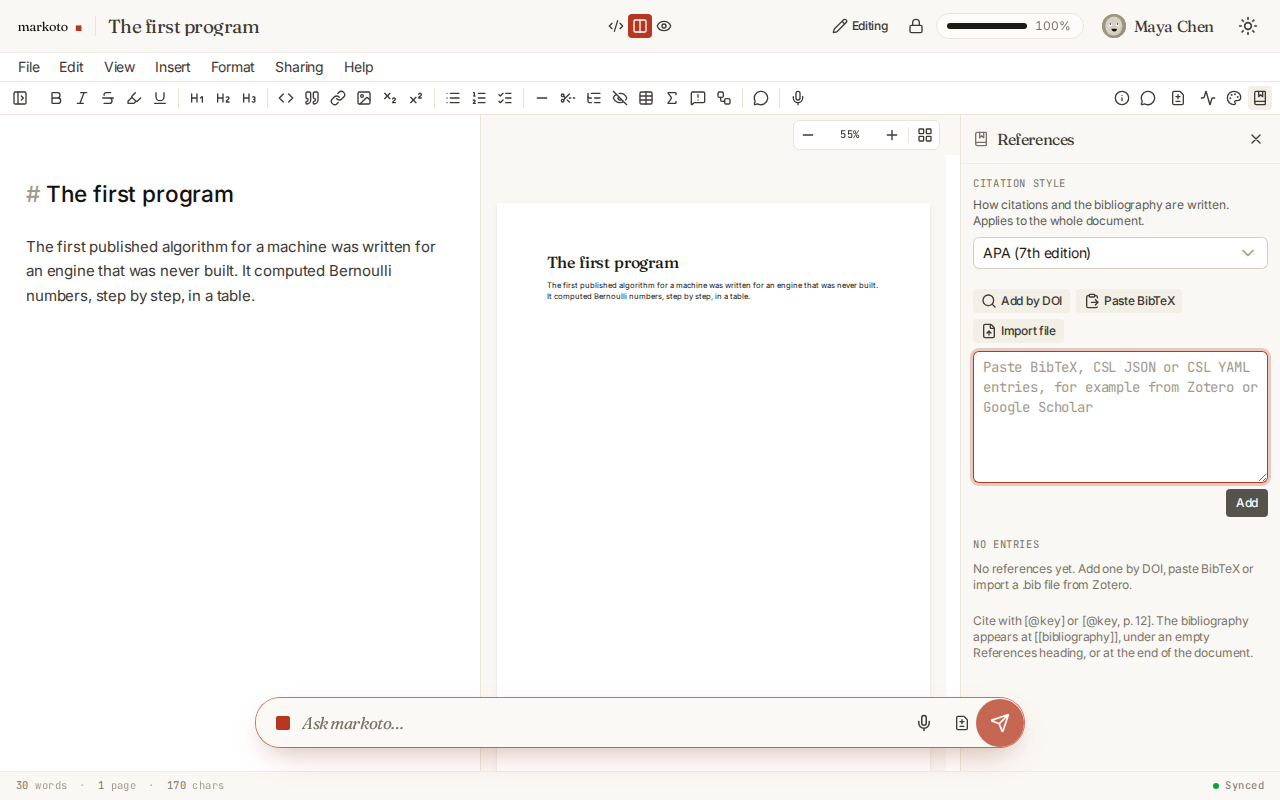 markoto
The first program
Editing
100%
Maya Chen
File Edit View Insert Format Sharing Help
H1 H2 H3
55%
# The first program
The first published algorithm for a machine was written for
an engine that was never built. It computed Bernoulli
numbers, step by step, in a table.
The first program
The first published algorithm for a machine was written for an engine that was never built.
It computed Bernoulli numbers, step by step, in a table.
References
CITATION STYLE
How citations and the bibliography are written.
Applies to the whole document.
APA (7th edition)
Add by DOI
Paste BibTeX
Import file
Paste BibTeX, CSL JSON or CSL YAML
entries, for example from Zotero or
Google Scholar
Add
NO ENTRIES
No references yet. Add one by DOI, paste BibTeX or
import a .bib file from Zotero.
Cite with [@key] or [@key, p. 12]. The bibliography
appears at [[bibliography]], under an empty
References heading, or at the end of the document.
Ask markoto...
30 words · 1 page · 170 chars
Synced